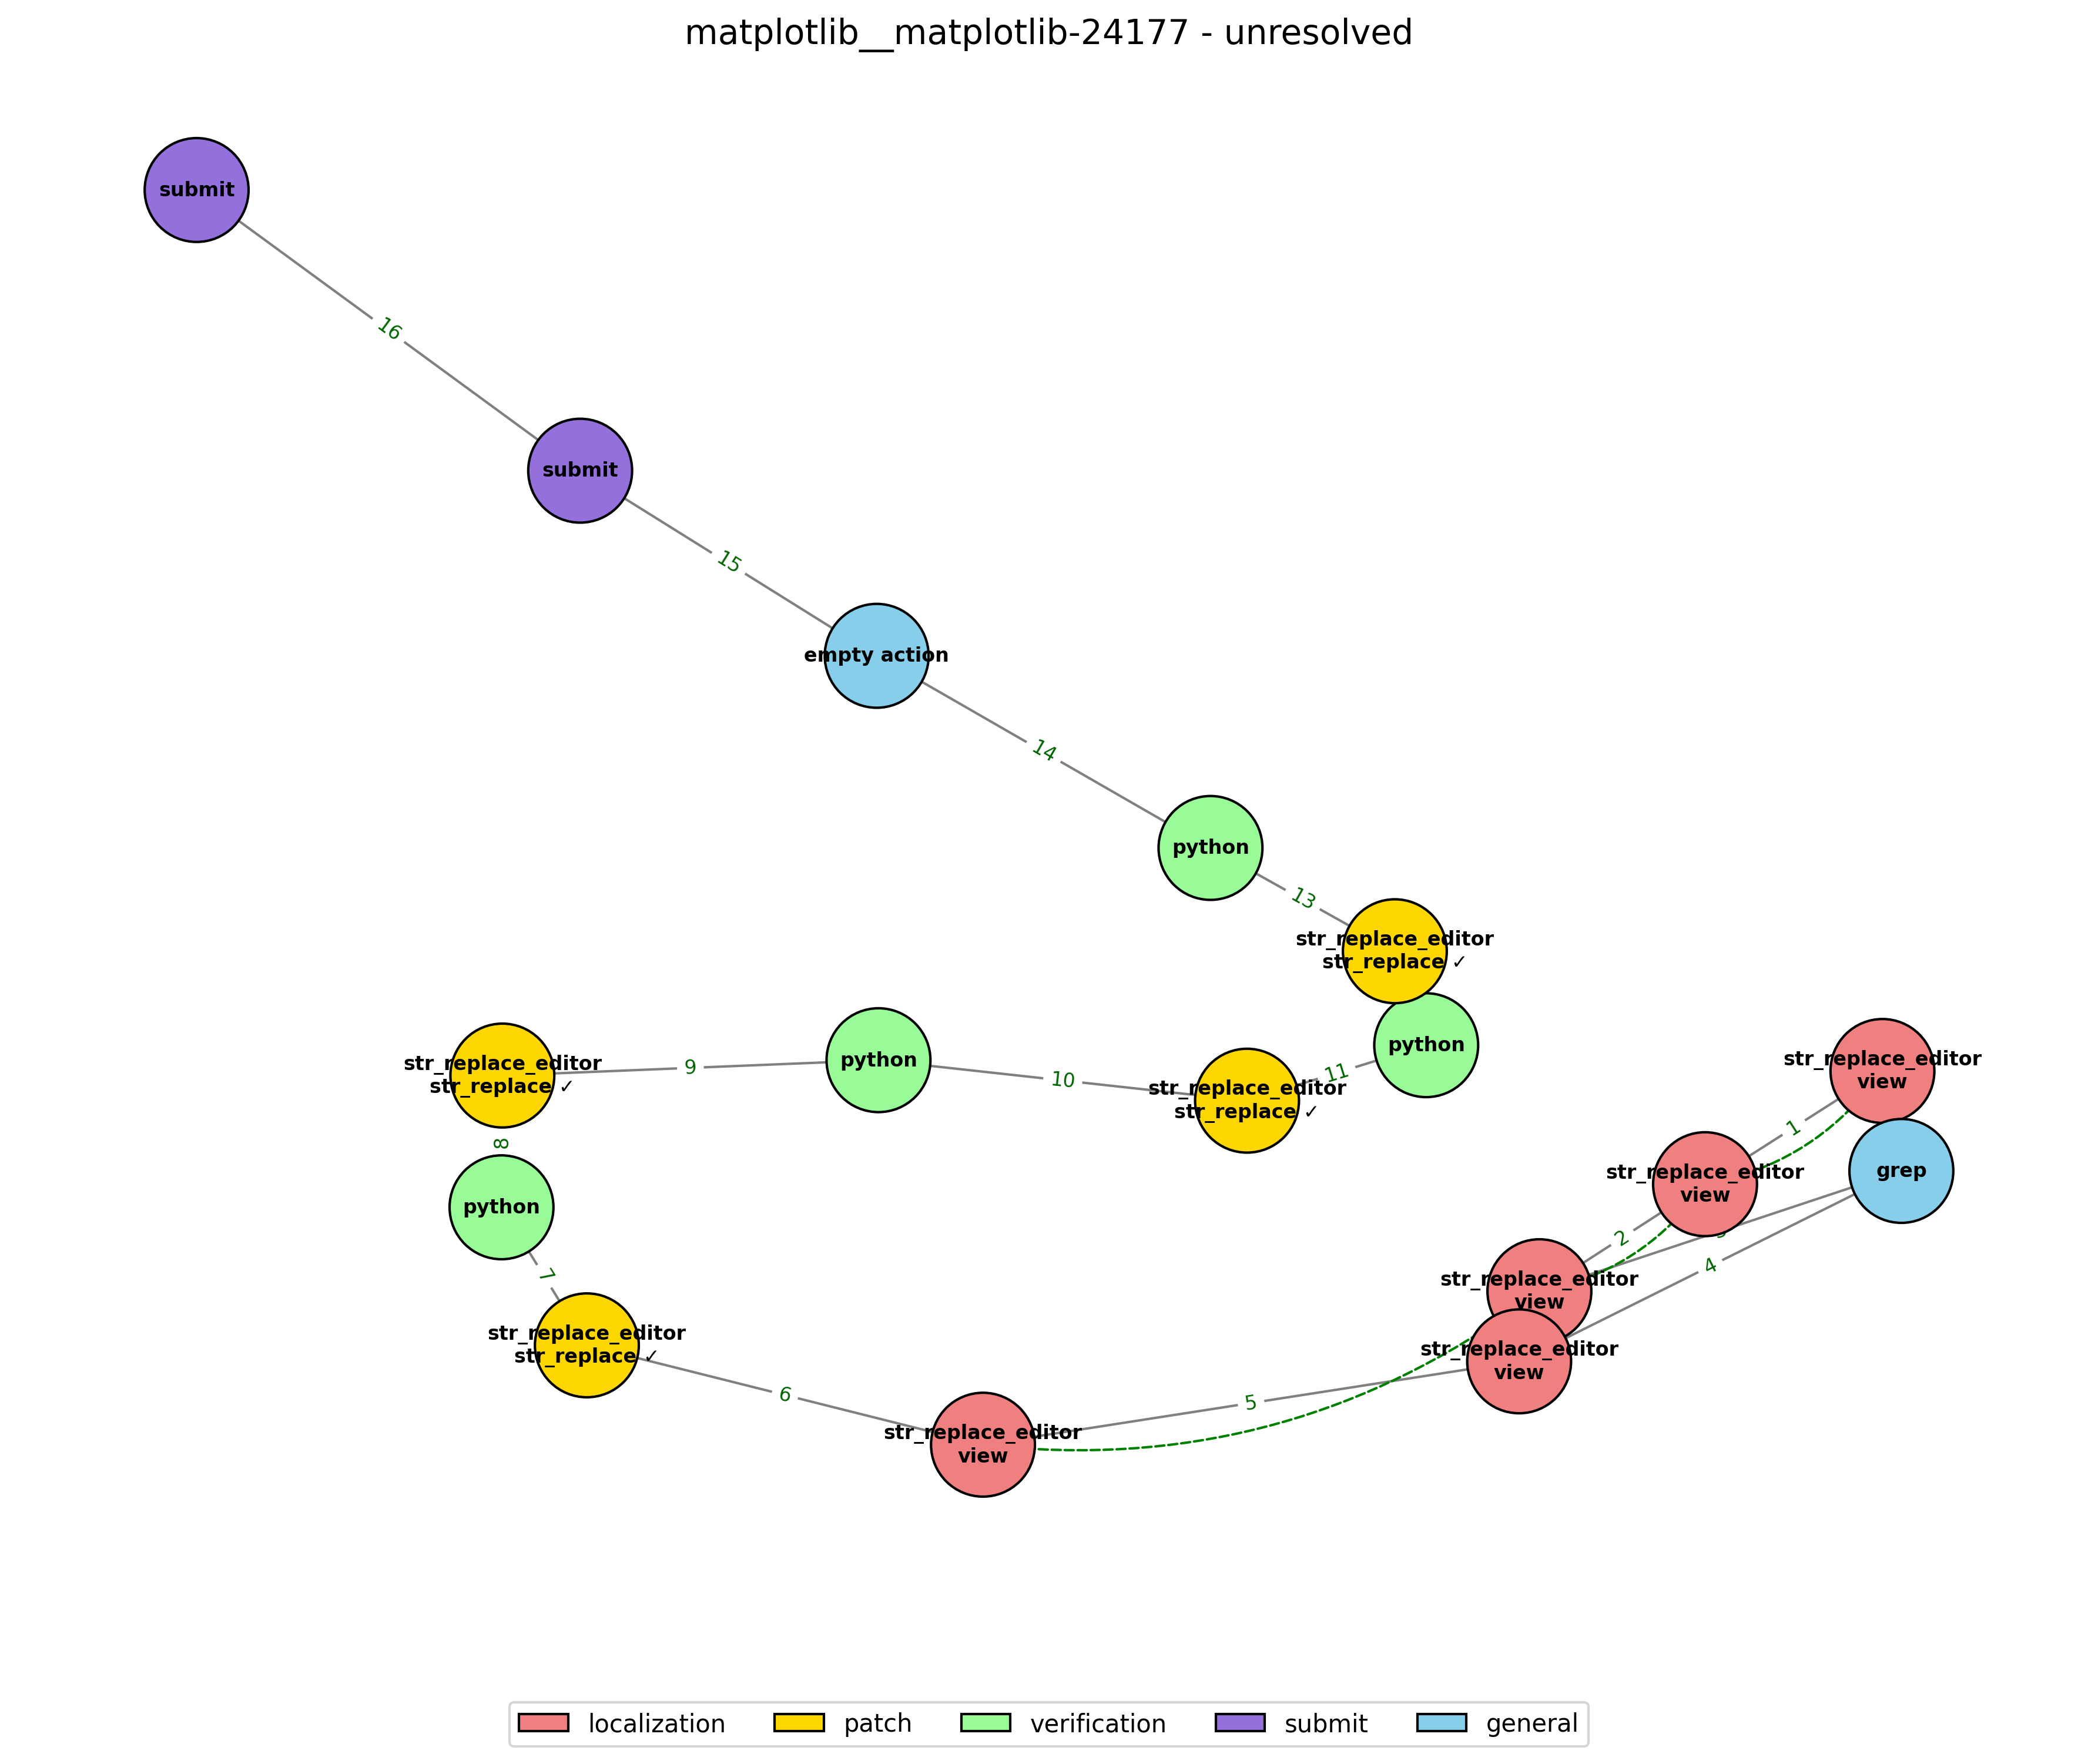 matplotlib__matplotlib-24177 - unresolved
submit
16
submit
15
empty action
14
python
13
str_replace_editor
str_replace ✓
python
str_replace_editor
str_replace ✓
9
python
10
str_replace_editor
str_replace ✓
11
str_replace_editor
view
1
8
str_replace_editor
view
grep
python
2
4
str_replace_editor
view
7
str_replace_editor
str_replace ✓
str_replace_editor
view
6
5
str_replace_editor
view
localization
patch
verification
submit
general